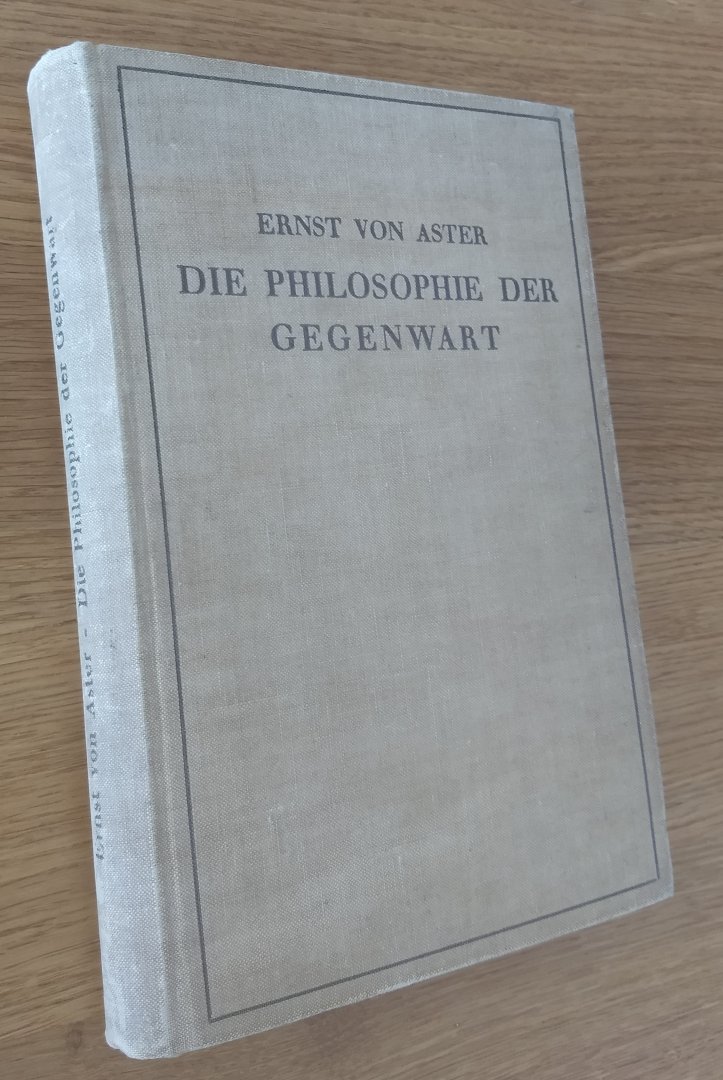 ERNST VON ASTER
DIE PHILOSOPHIE DER
GEGENWART
Ernst von Aster - Die Philosophie der Gegenwart